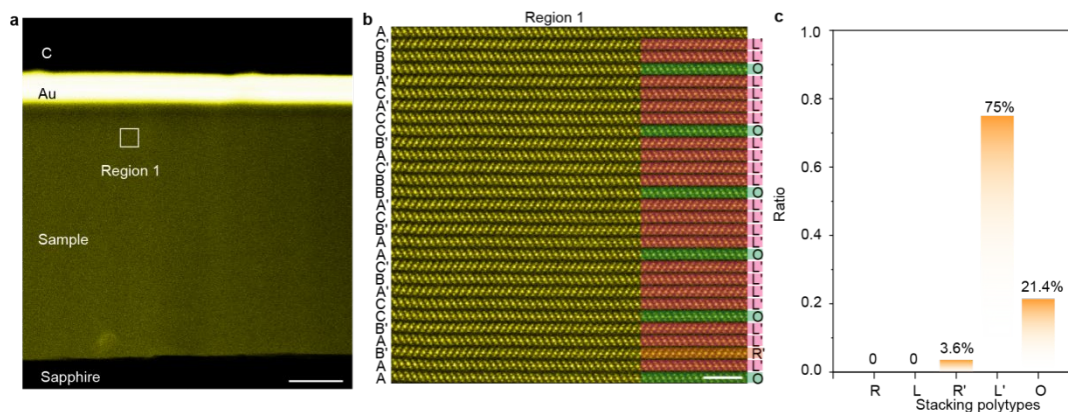 a
C
Au
Region 1
Sample
Sapphire
b
Region 1
A
C' L'
B L'
B O
A' L'
C L'
A' L'
C L'
C O
B' L'
A L'
C' L'
B L'
B O
A' L'
C L'
B' L'
A L'
A O
C' L'
B L'
A' L'
C L'
C O
B' L'
A L'
B' R'
A L'
A O
c
1.0
0.8
0.6
0.4
0.2
0.0
Ratio
0
0
3.6%
75%
21.4%
R
L
R'
L'
O
Stacking polytypes